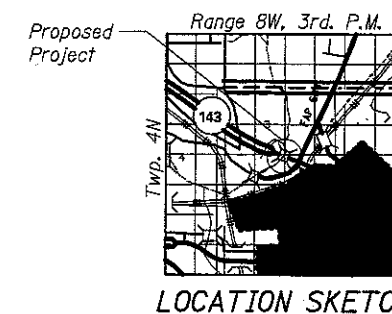 Range 8W, 3rd. P.M.
Proposed
Project
143
Twp. 4N
LOCATION SKETC